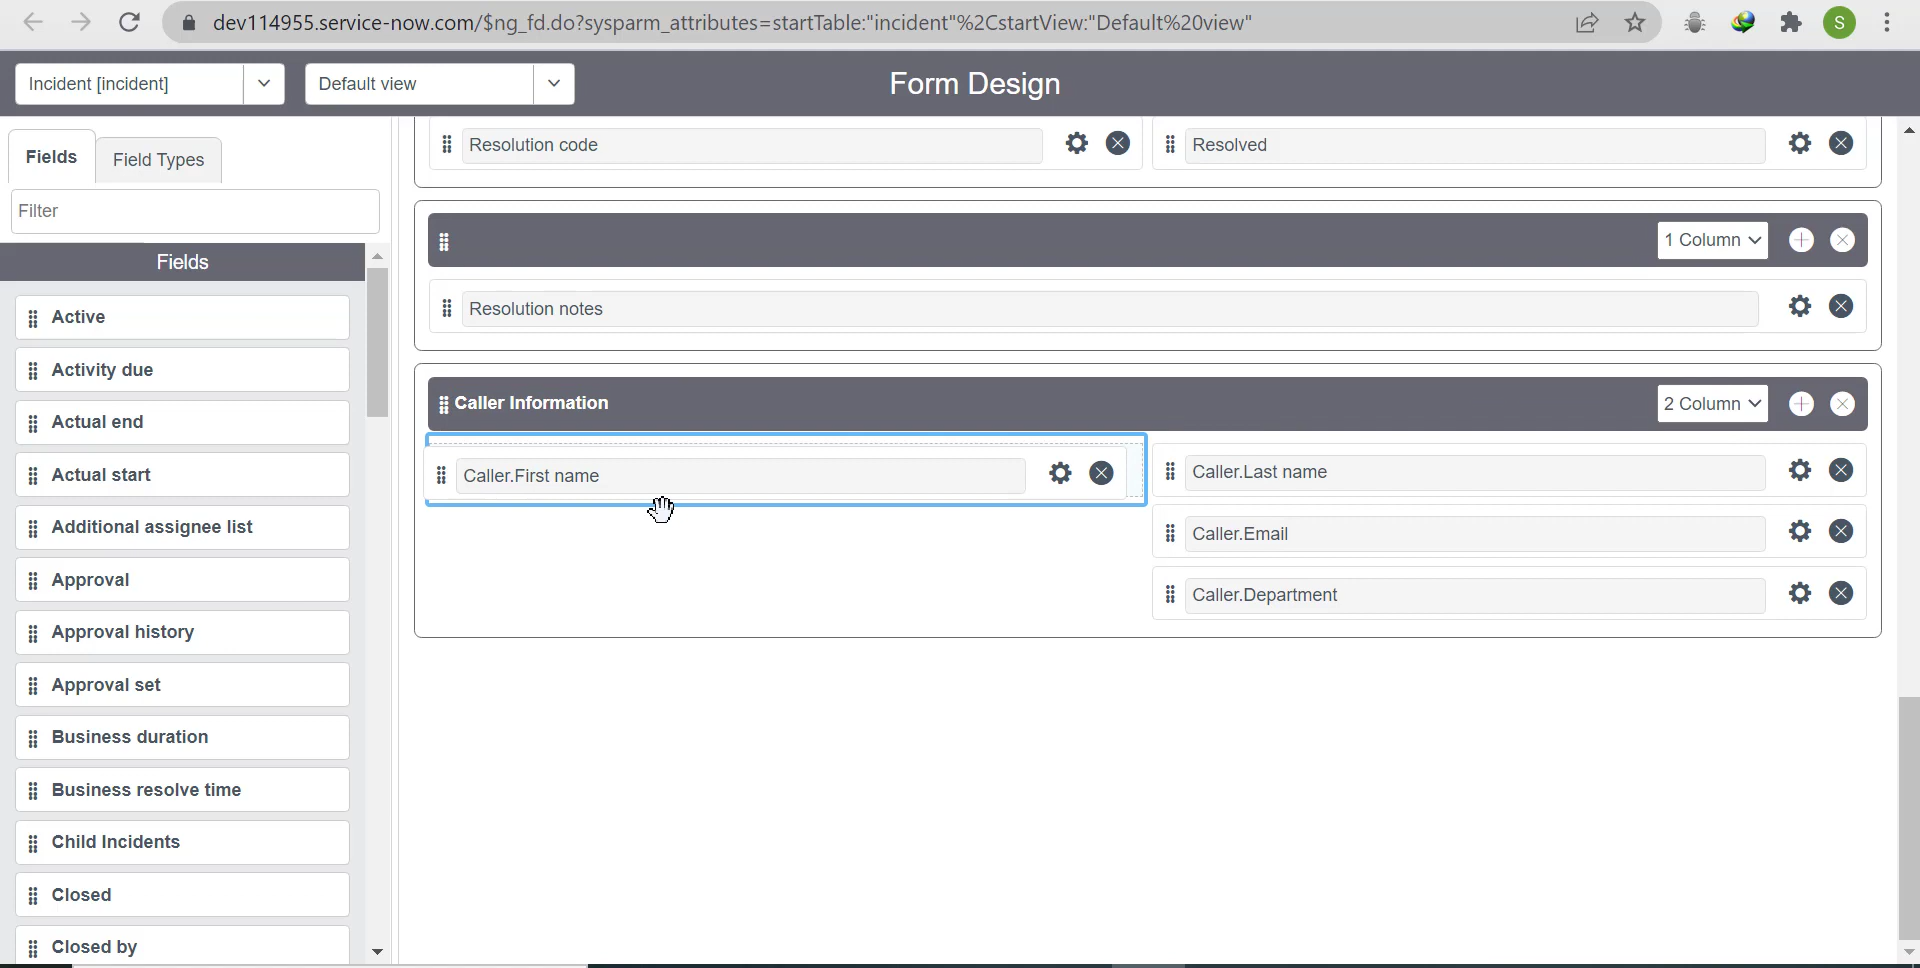 dev114955.service-now.com/$ng_fd.do?sysparm_attributes=startTable:"incident"%2CstartView:"Default%20view"
S
Incident [incident]
Default view
Form Design
Fields
Field Types
Filter
Fields
Active
Activity due
Actual end
Actual start
Additional assignee list
Approval
Approval history
Approval set
Business duration
Business resolve time
Child Incidents
Closed
Closed by
Resolution code
Resolved
1 Column
Resolution notes
Caller Information
2 Column
Caller.First name
Caller.Last name
Caller.Email
Caller.Department